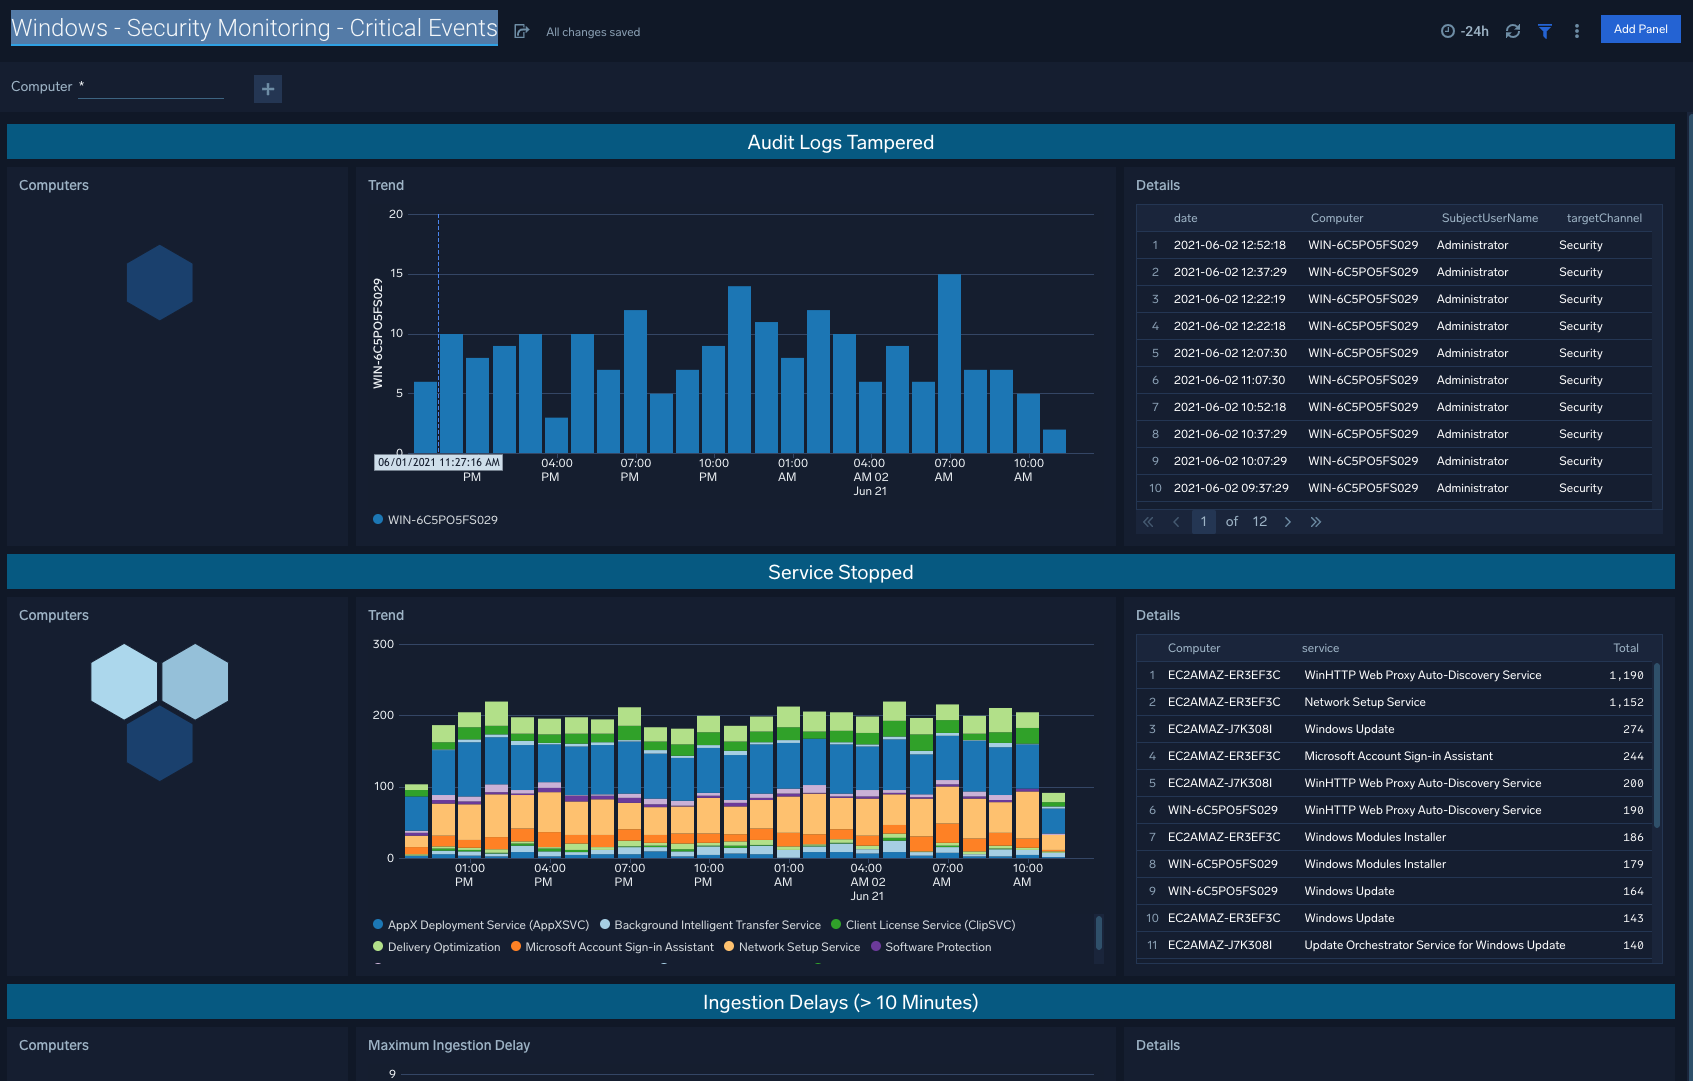 Windows - Security Monitoring - Critical Events
All changes saved
-24h
Add Panel
Computer *
Audit Logs Tampered
Computers
Trend
20
15
10
5
0
WIN-6C5PO5FS029
06/01/2021 11:27:16 AM
PM
04:00 PM
07:00 PM
10:00 PM
01:00 AM
04:00 AM 02 Jun 21
07:00 AM
10:00 AM
WIN-6C5PO5FS029
Details
date Computer SubjectUserName targetChannel
1 2021-06-02 12:52:18 WIN-6C5PO5FS029 Administrator Security
2 2021-06-02 12:37:29 WIN-6C5PO5FS029 Administrator Security
3 2021-06-02 12:22:19 WIN-6C5PO5FS029 Administrator Security
4 2021-06-02 12:22:18 WIN-6C5PO5FS029 Administrator Security
5 2021-06-02 12:07:30 WIN-6C5PO5FS029 Administrator Security
6 2021-06-02 11:07:30 WIN-6C5PO5FS029 Administrator Security
7 2021-06-02 10:52:18 WIN-6C5PO5FS029 Administrator Security
8 2021-06-02 10:37:29 WIN-6C5PO5FS029 Administrator Security
9 2021-06-02 10:07:29 WIN-6C5PO5FS029 Administrator Security
10 2021-06-02 09:37:29 WIN-6C5PO5FS029 Administrator Security
1 of 12
Service Stopped
Computers
Trend
300
200
100
0
01:00 PM
04:00 PM
07:00 PM
10:00 PM
01:00 AM
04:00 AM 02 Jun 21
07:00 AM
10:00 AM
AppX Deployment Service (AppXSVC) Background Intelligent Transfer Service Client License Service (ClipSVC)
Delivery Optimization Microsoft Account Sign-in Assistant Network Setup Service Software Protection
Details
Computer service Total
1 EC2AMAZ-ER3EF3C WinHTTP Web Proxy Auto-Discovery Service 1,190
2 EC2AMAZ-ER3EF3C Network Setup Service 1,152
3 EC2AMAZ-J7K308I Windows Update 274
4 EC2AMAZ-ER3EF3C Microsoft Account Sign-in Assistant 244
5 EC2AMAZ-J7K308I WinHTTP Web Proxy Auto-Discovery Service 200
6 WIN-6C5PO5FS029 WinHTTP Web Proxy Auto-Discovery Service 190
7 EC2AMAZ-ER3EF3C Windows Modules Installer 186
8 WIN-6C5PO5FS029 Windows Modules Installer 179
9 WIN-6C5PO5FS029 Windows Update 164
10 EC2AMAZ-ER3EF3C Windows Update 143
11 EC2AMAZ-J7K308I Update Orchestrator Service for Windows Update 140
Ingestion Delays (> 10 Minutes)
Computers
Maximum Ingestion Delay
9
Details